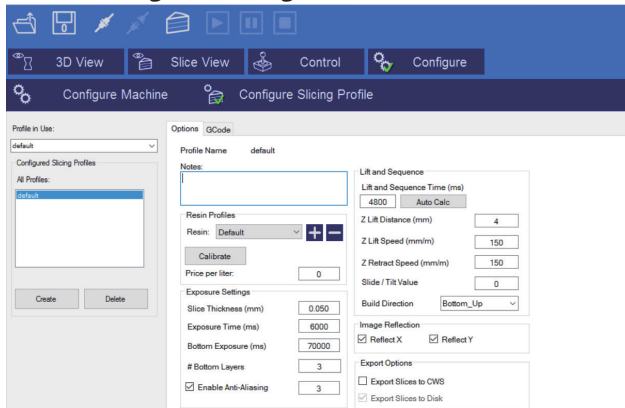 3D View
Slice View
Control
Configure
Configure Machine
Configure Slicing Profile
Profile in Use:
default
Configured Slicing Profiles
All Profiles:
default
Create
Delete
Options
GCode
Profile Name default
Notes:
Resin Profiles
Resin: Default
Calibrate
Price per liter: 0
Exposure Settings
Slice Thickness (mm) 0.050
Exposure Time (ms) 6000
Bottom Exposure (ms) 70000
# Bottom Layers 3
Enable Anti-Aliasing 3
Lift and Sequence
Lift and Sequence Time (ms)
4800 Auto Calc
Z Lift Distance (mm) 4
Z Lift Speed (mm/m) 150
Z Retract Speed (mm/m) 150
Slide / Tilt Value 0
Build Direction Bottom_Up
Image Reflection
Reflect X Reflect Y
Export Options
Export Slices to CWS
Export Slices to Disk